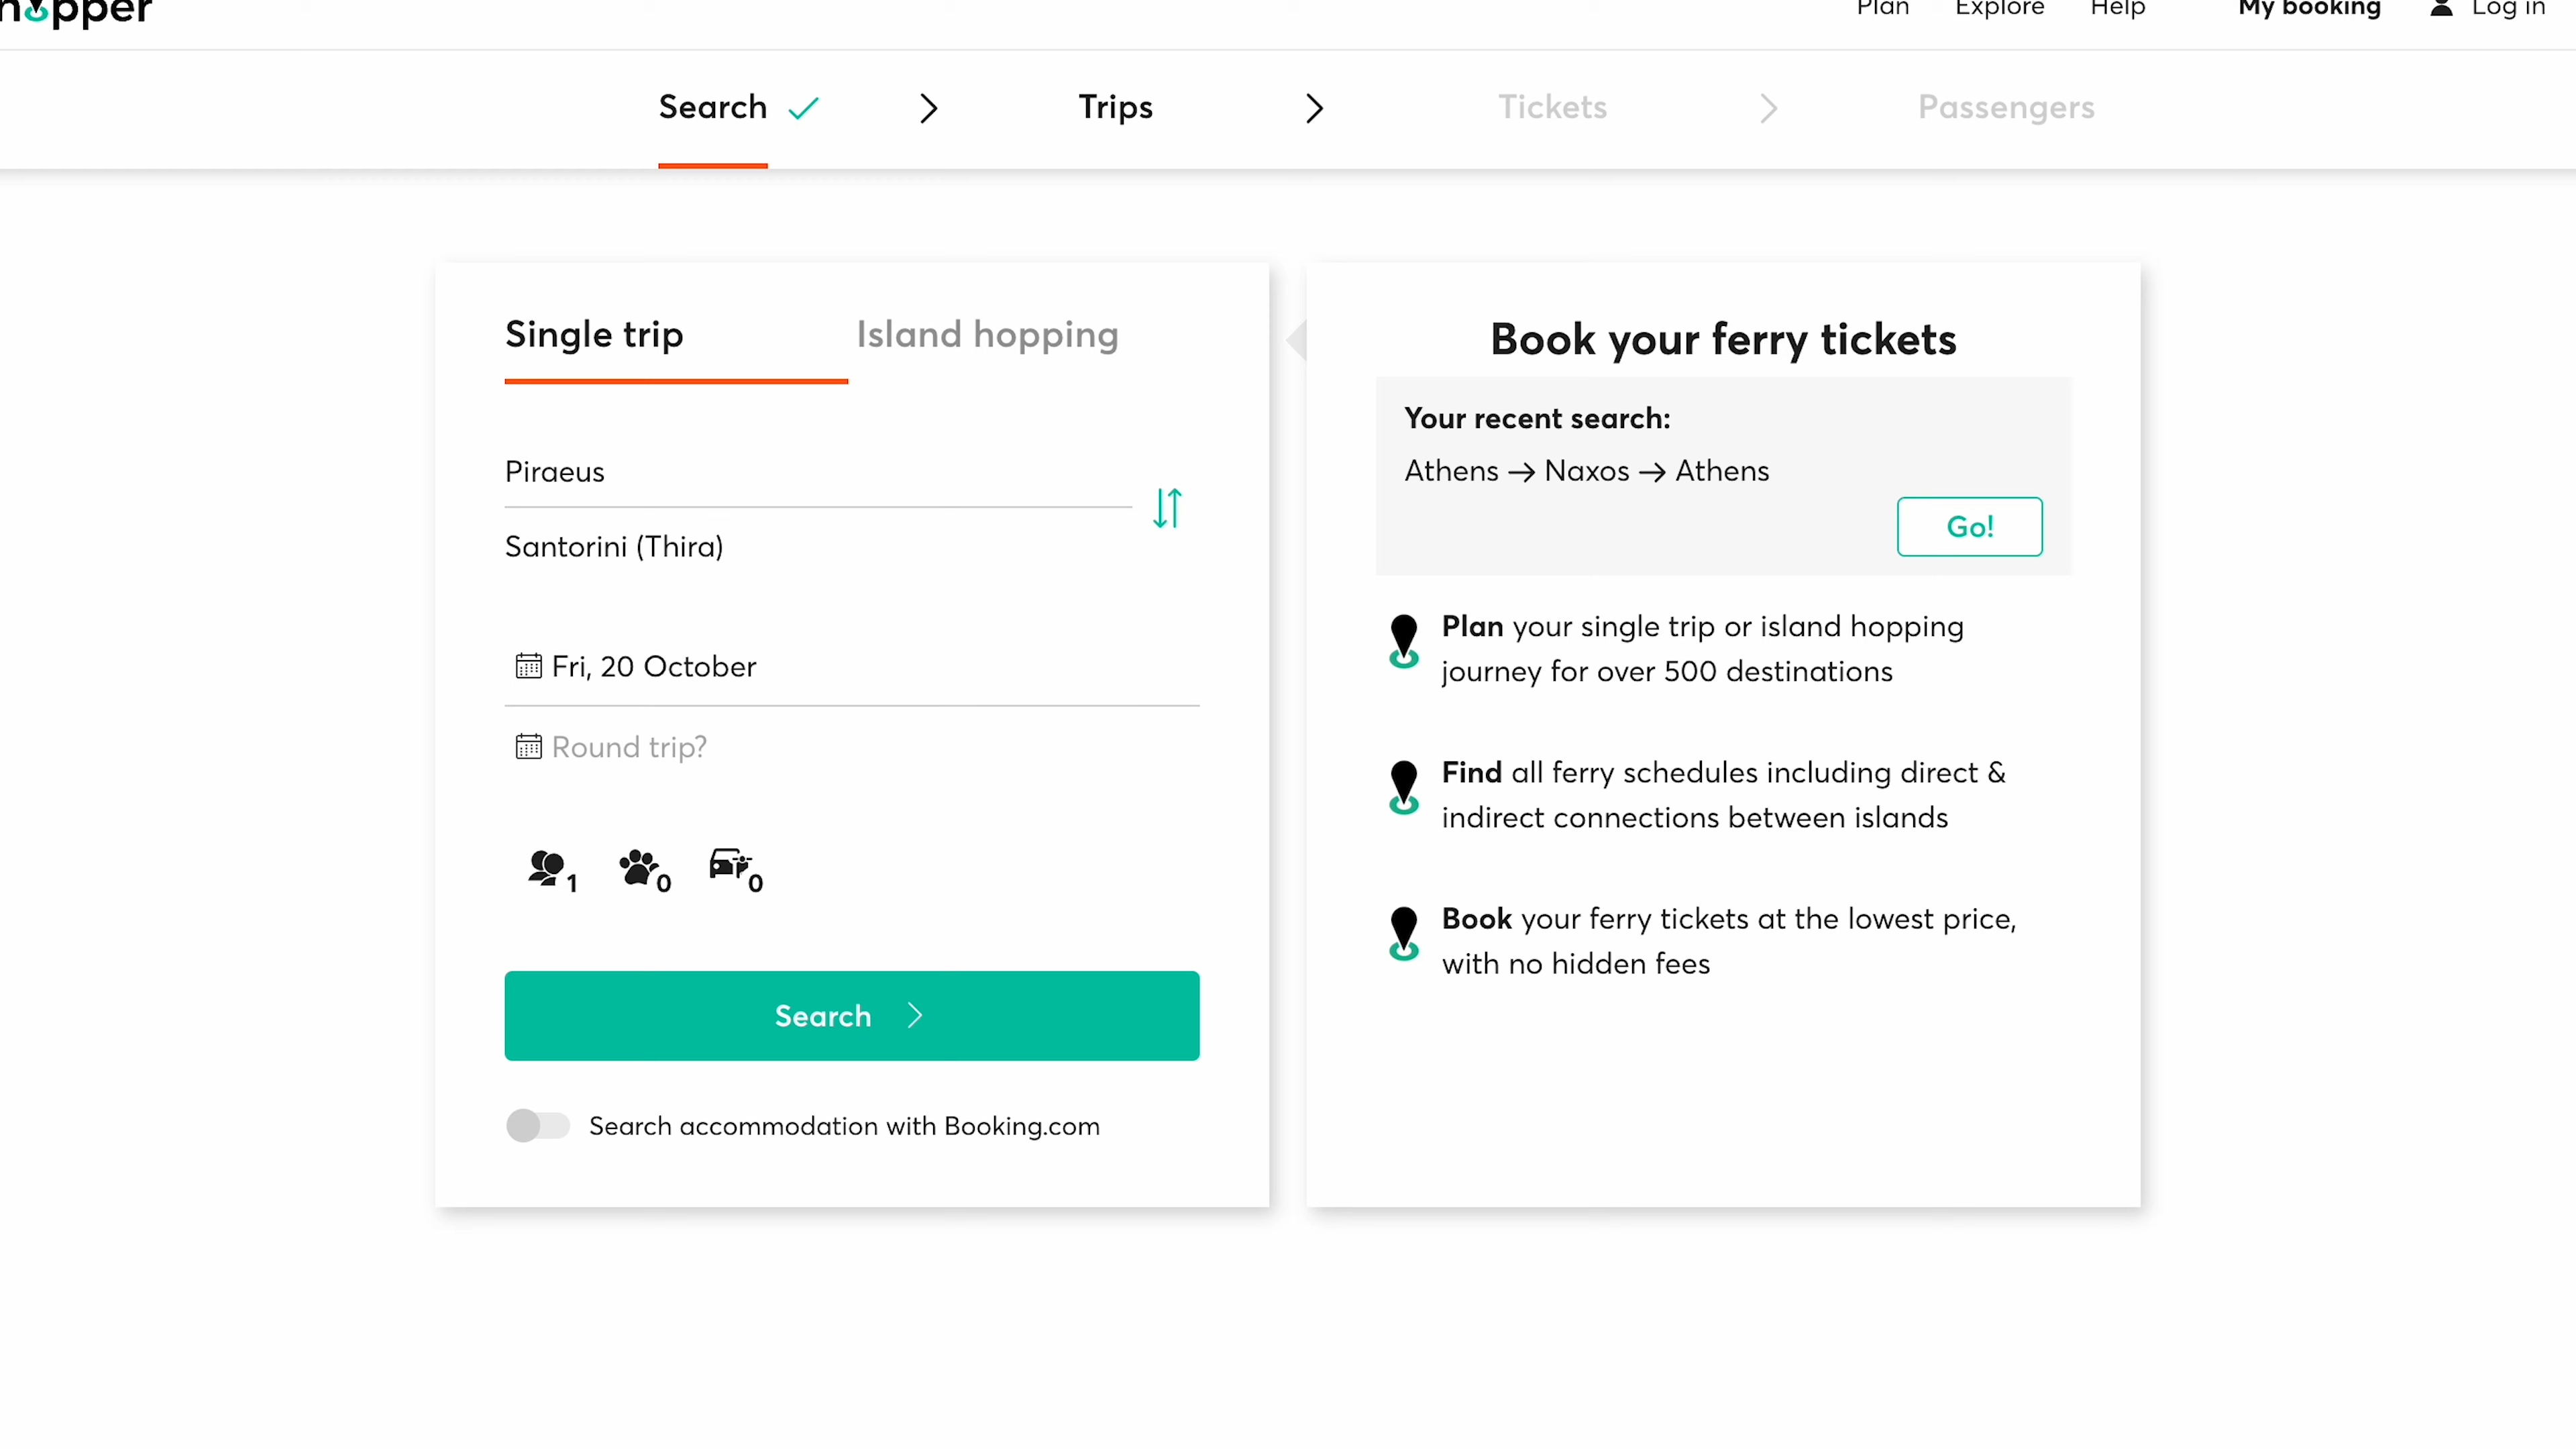 hopper
Plan Explore Help My booking Log in
Search Trips Tickets Passengers
Single trip Island hopping
Piraeus
Santorini (Thira)
Fri, 20 October
Round trip?
1 0 0
Search
Search accommodation with Booking.com
Book your ferry tickets
Your recent search:
Athens → Naxos → Athens
Go!
Plan your single trip or island hopping
journey for over 500 destinations
Find all ferry schedules including direct &
indirect connections between islands
Book your ferry tickets at the lowest price,
with no hidden fees